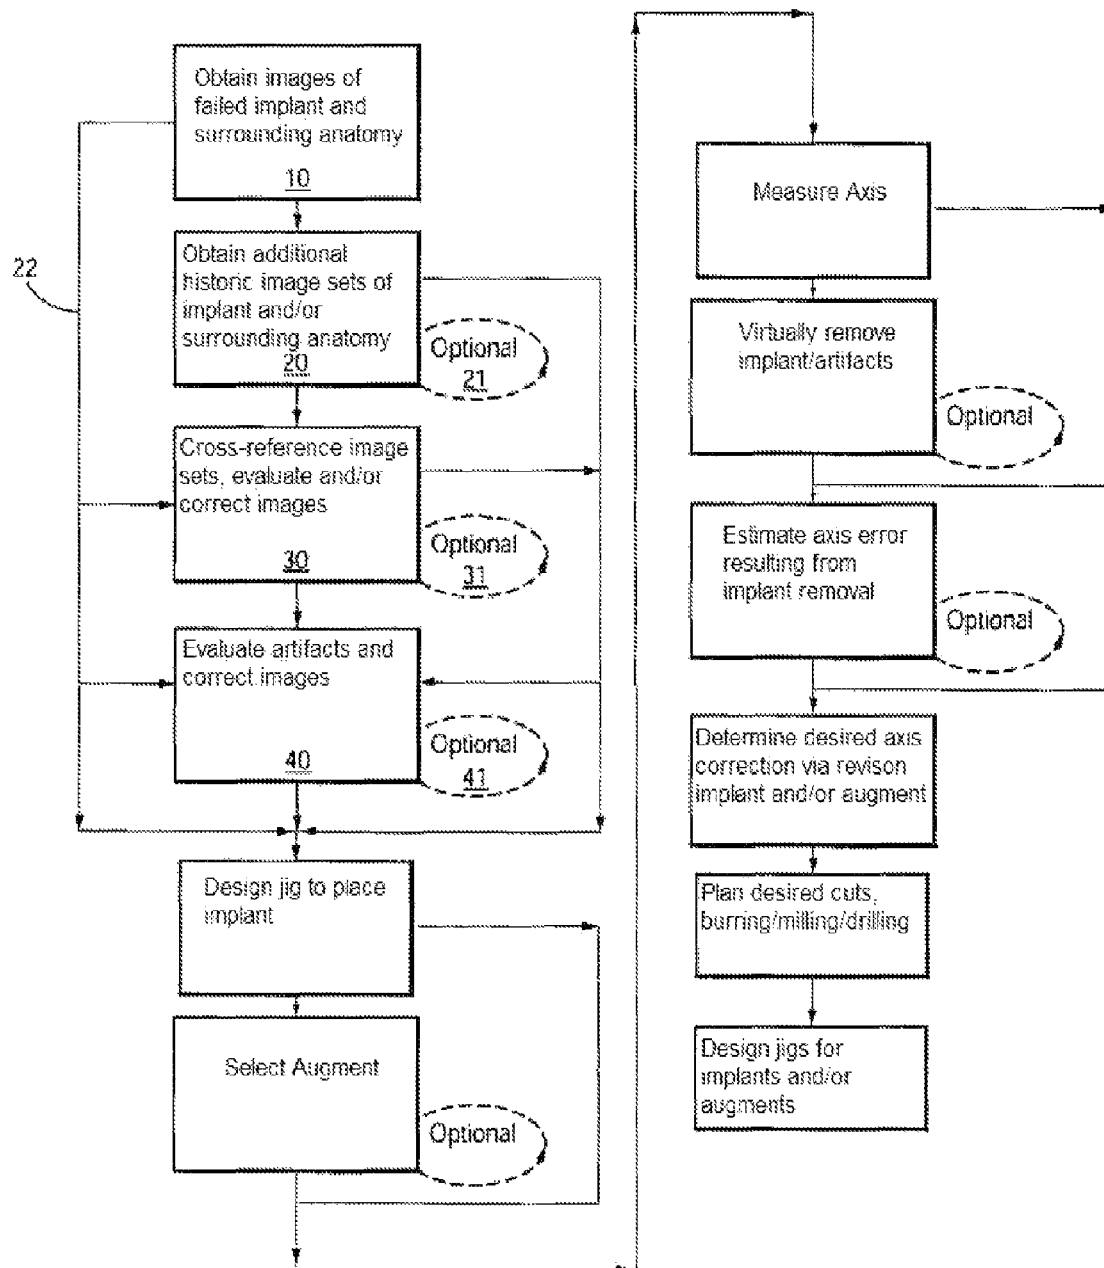 Obtain images of
failed implant and
surrounding anatomy
10
22
Obtain additional
historic image sets of
implant and/or
surrounding anatomy
20
Optional
21
Cross-reference image
sets, evaluate and/or
correct images
30
Optional
31
Evaluate artifacts and
correct images
40
Optional
41
Design jig to place
implant
Select Augment
Optional
Measure Axis
Virtually remove
implant/artifacts
Optional
Estimate axis error
resulting from
implant removal
Optional
Determine desired axis
correction via revison
implant and/or augment
Plan desired cuts,
burring/milling/drilling
Design jigs for
implants and/or
augments